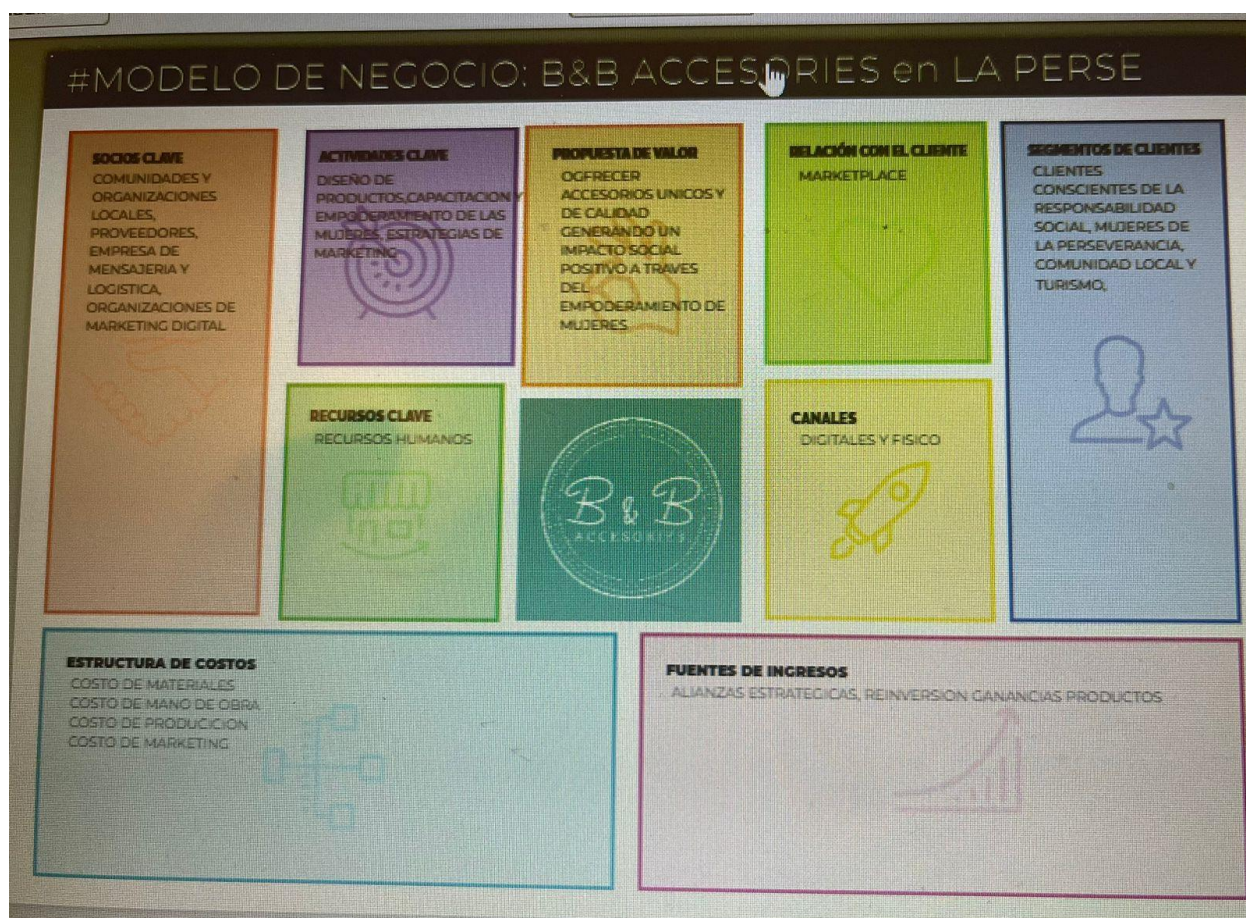 #MODELO DE NEGOCIO: B&B ACCESORIES en LA PERSE
SOCIOS CLAVE
COMUNIDADES Y
ORGANIZACIONES
LOCALES,
PROVEEDORES,
EMPRESA DE
MENSAJERIA Y
LOGISTICA,
ORGANIZACIONES DE
MARKETING DIGITAL
ACTIVIDADES CLAVE
DISEÑO DE
PRODUCTOS,CAPACITACION Y
EMPODERAMIENTO DE LAS
MUJERES, ESTRATEGIAS DE
MARKETING
RECURSOS CLAVE
RECURSOS HUMANOS
PROPUESTA DE VALOR
OGFRECER
ACCESORIOS UNICOS Y
DE CALIDAD
GENERANDO UN
IMPACTO SOCIAL
POSITIVO A TRAVES
DEL
EMPODERAMIENTO DE
MUJERES
B & B
ACCESORIES
RELACIÓN CON EL CLIENTE
MARKETPLACE
CANALES
DIGITALES Y FISICO
SEGMENTOS DE CLIENTES
CLIENTES
CONSCIENTES DE LA
RESPONSABILIDAD
SOCIAL, MUJERES DE
LA PERSEVERANCIA,
COMUNIDAD LOCAL Y
TURISMO,
ESTRUCTURA DE COSTOS
COSTO DE MATERIALES
COSTO DE MANO DE OBRA
COSTO DE PRODUCICION
COSTO DE MARKETING
FUENTES DE INGRESOS
ALIANZAS ESTRATEGICAS, REINVERSION GANANCIAS PRODUCTOS